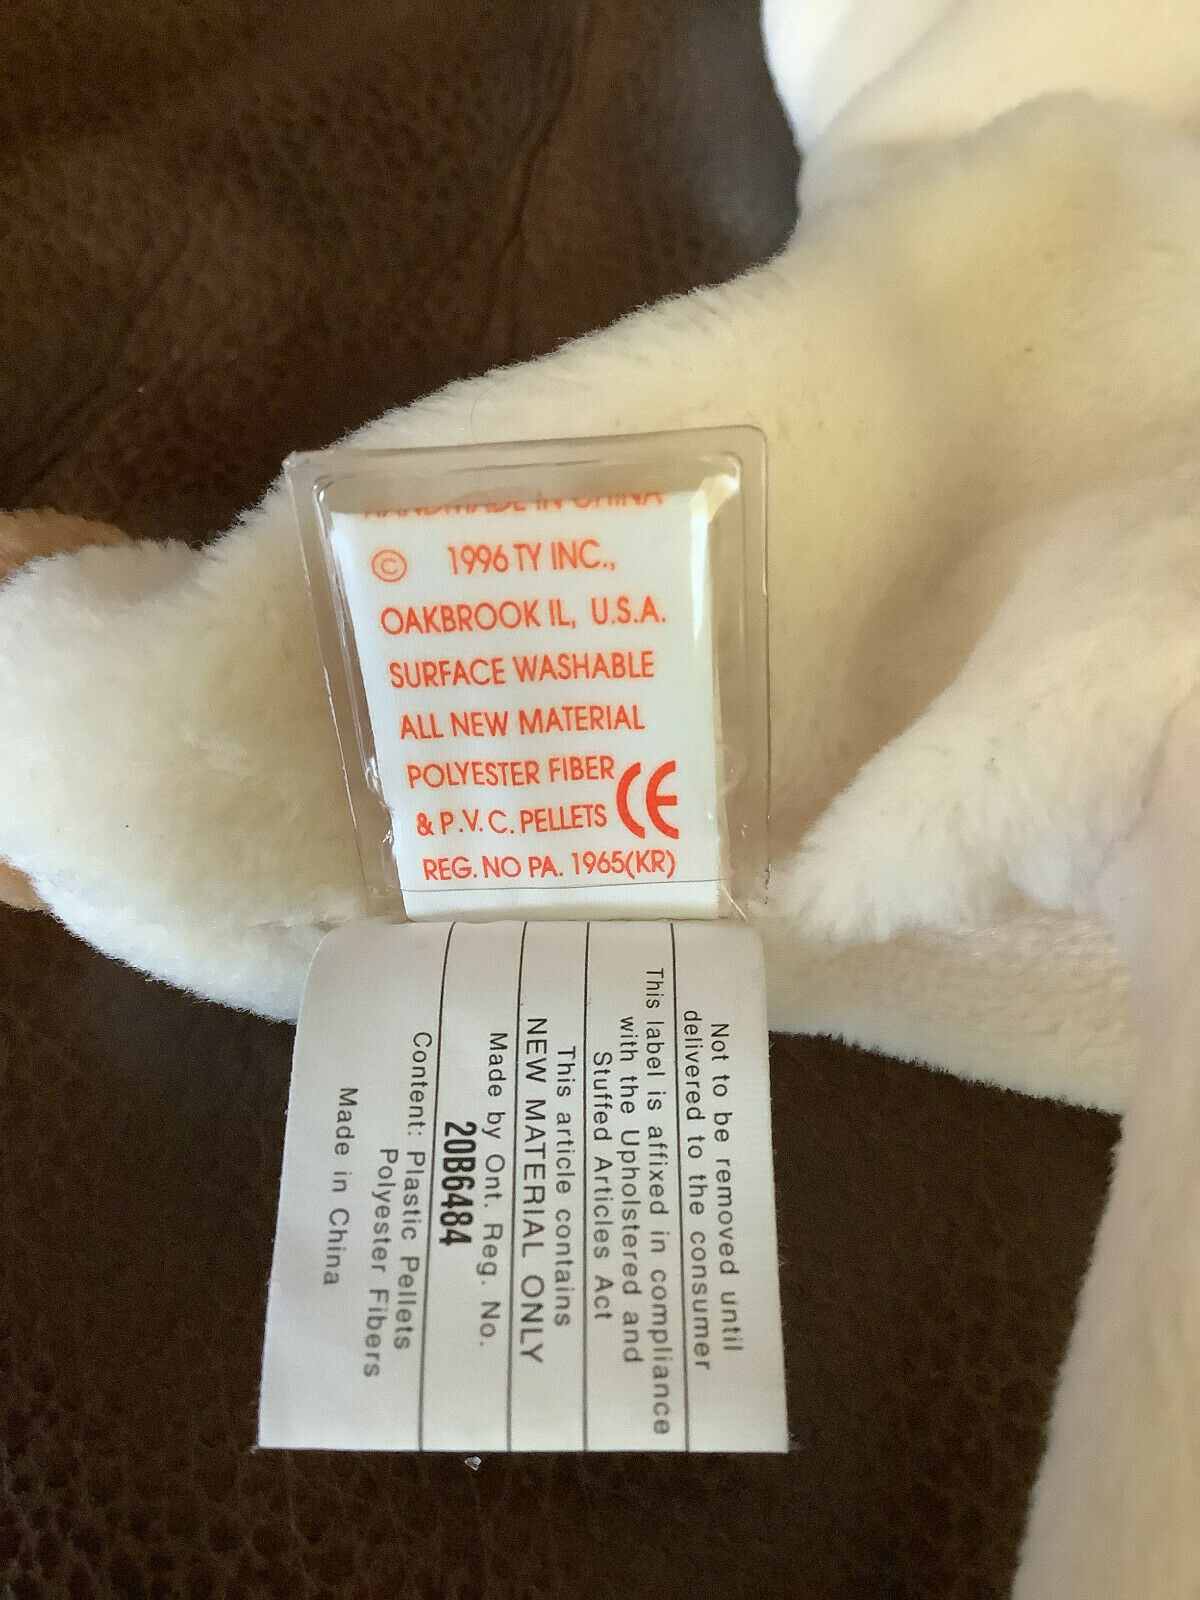 HANDMADE IN CHINA
© 1996 TY INC.,
OAKBROOK IL, U.S.A.
SURFACE WASHABLE
ALL NEW MATERIAL
POLYESTER FIBER
& P.V.C. PELLETS CE
REG. NO PA. 1965(KR)
Not to be removed until
delivered to the consumer
This label is affixed in compliance
with the Upholstered and
Stuffed Articles Act
This article contains
NEW MATERIAL ONLY
Made by Ont. Reg. No.
20B6484
Content: Plastic Pellets
Polyester Fibers
Made in China